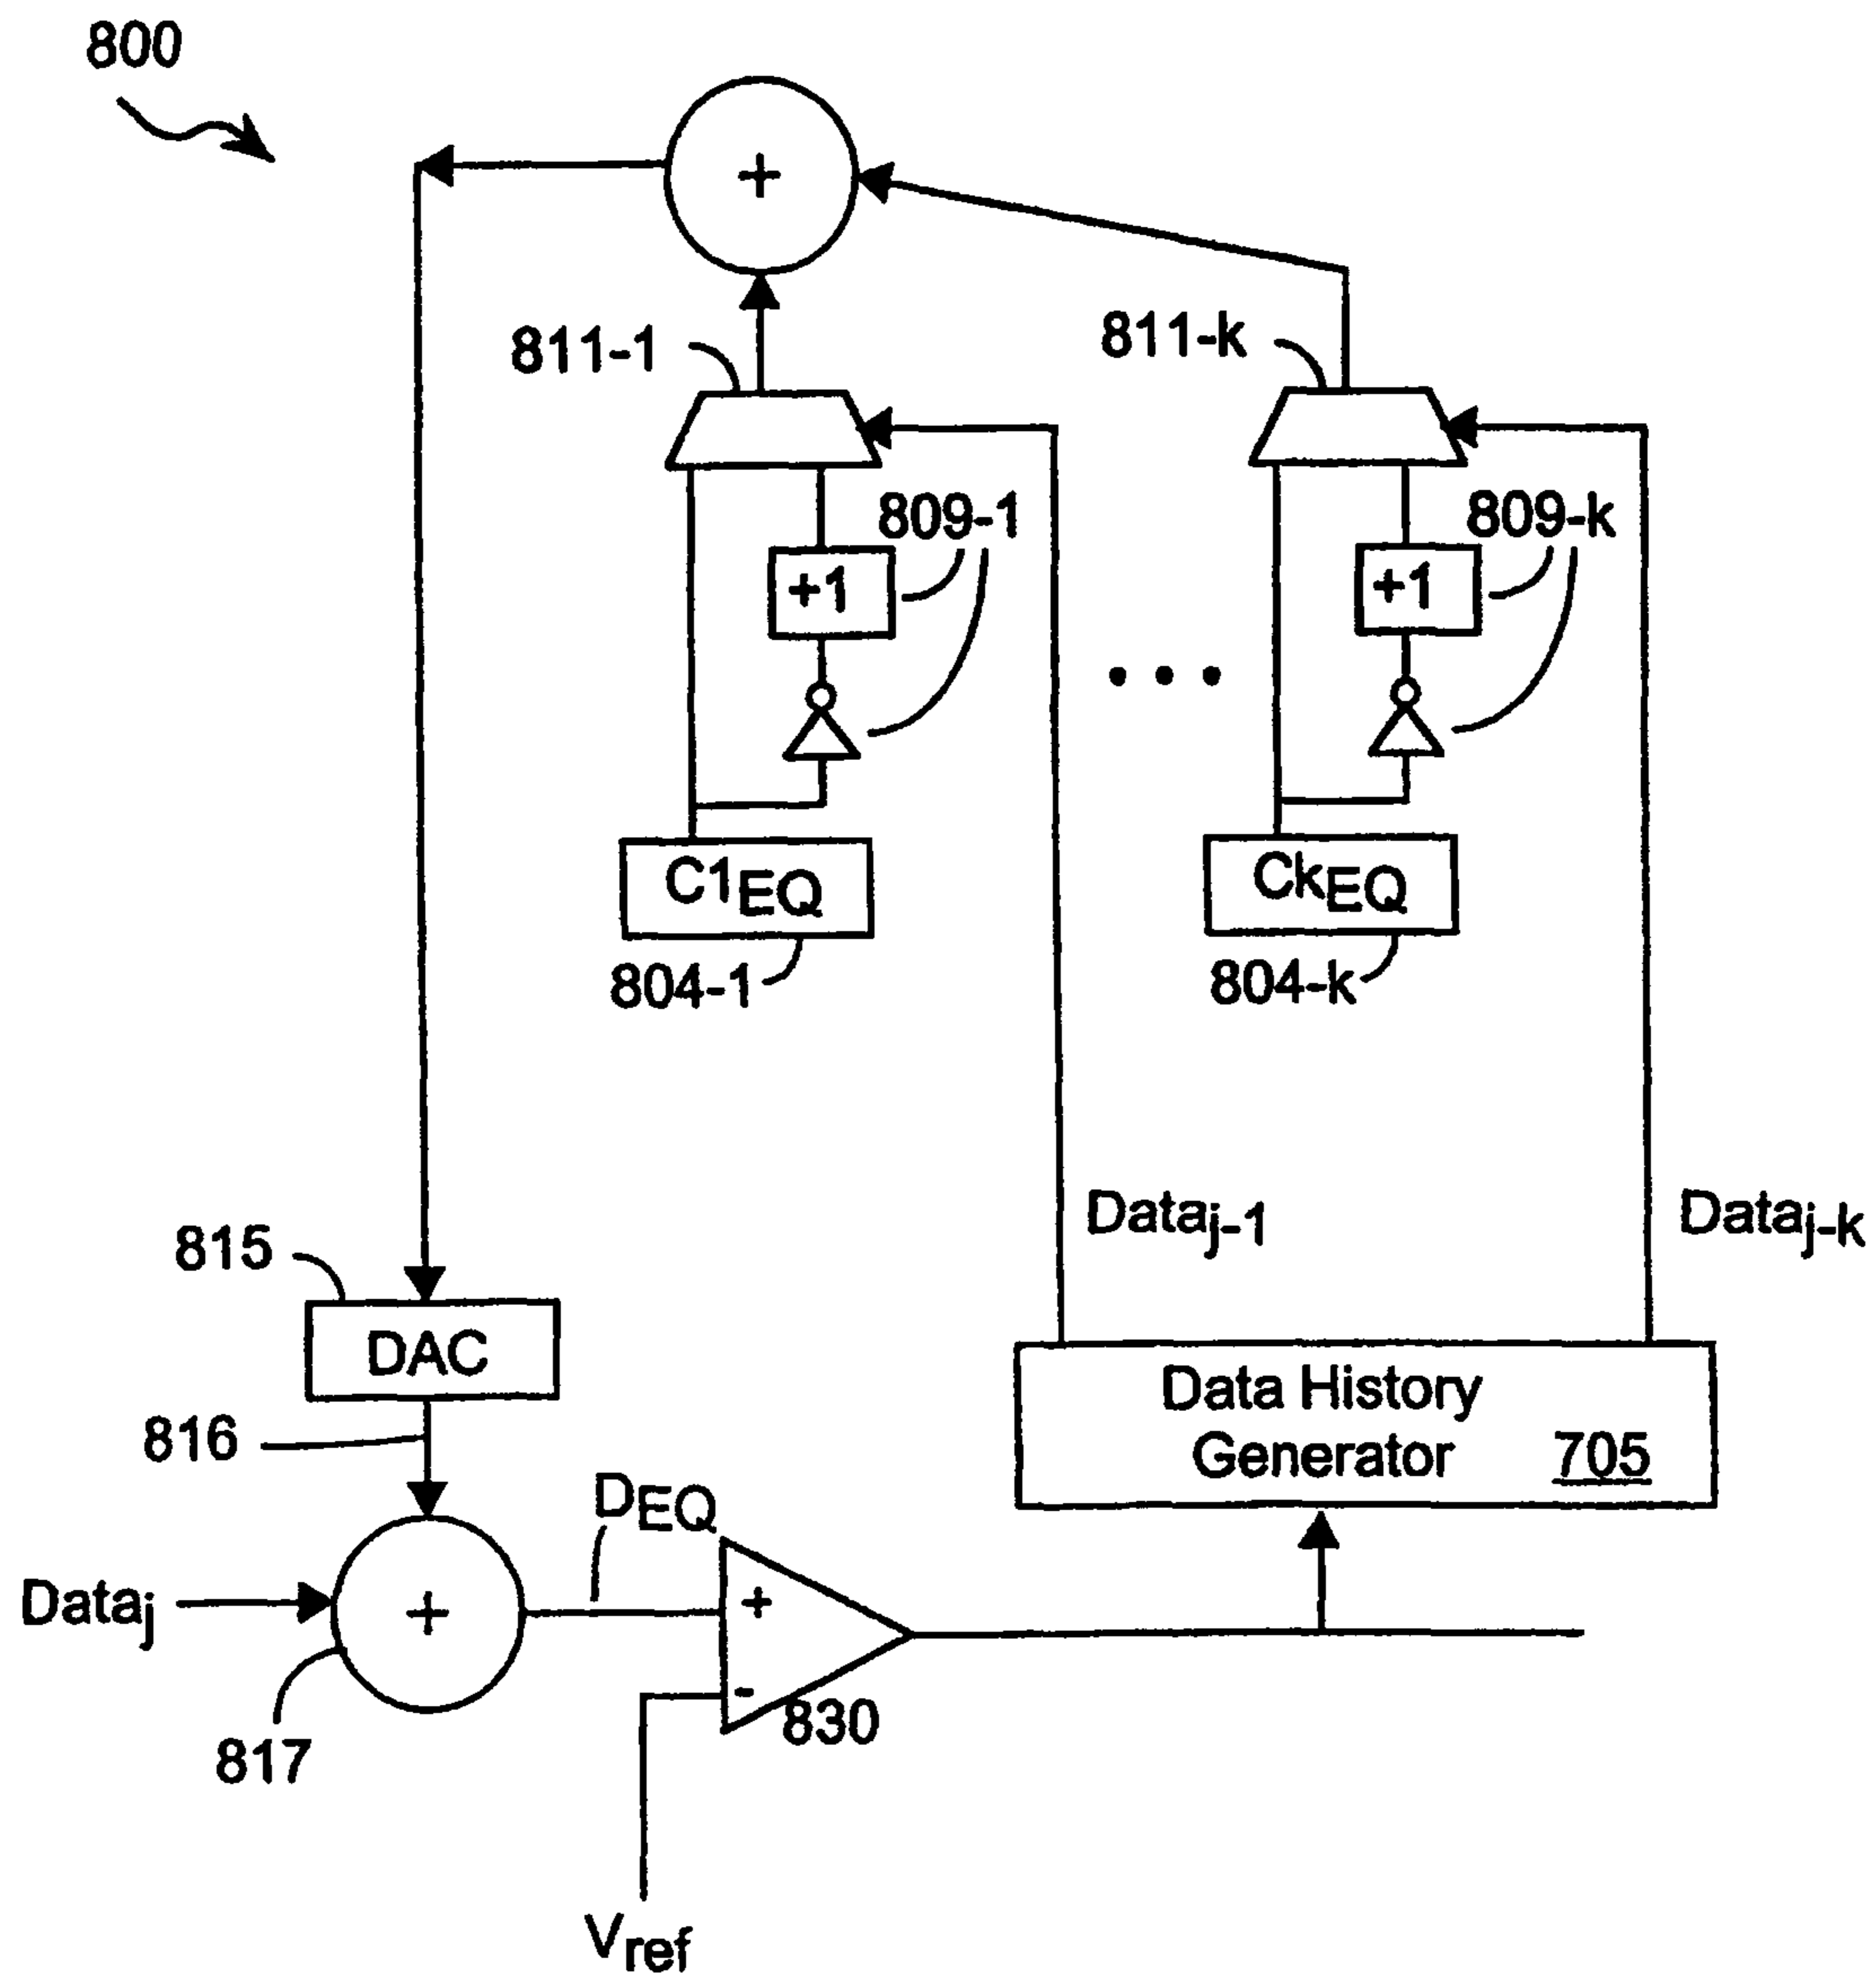 800
+
811-1
811-k
809-1
809-k
+1
+1
C1EQ
CkEQ
804-1
804-k
Dataj-1
Dataj-k
815
DAC
Data History
Generator 705
816
DEQ
Dataj
+
+
-
830
817
Vref